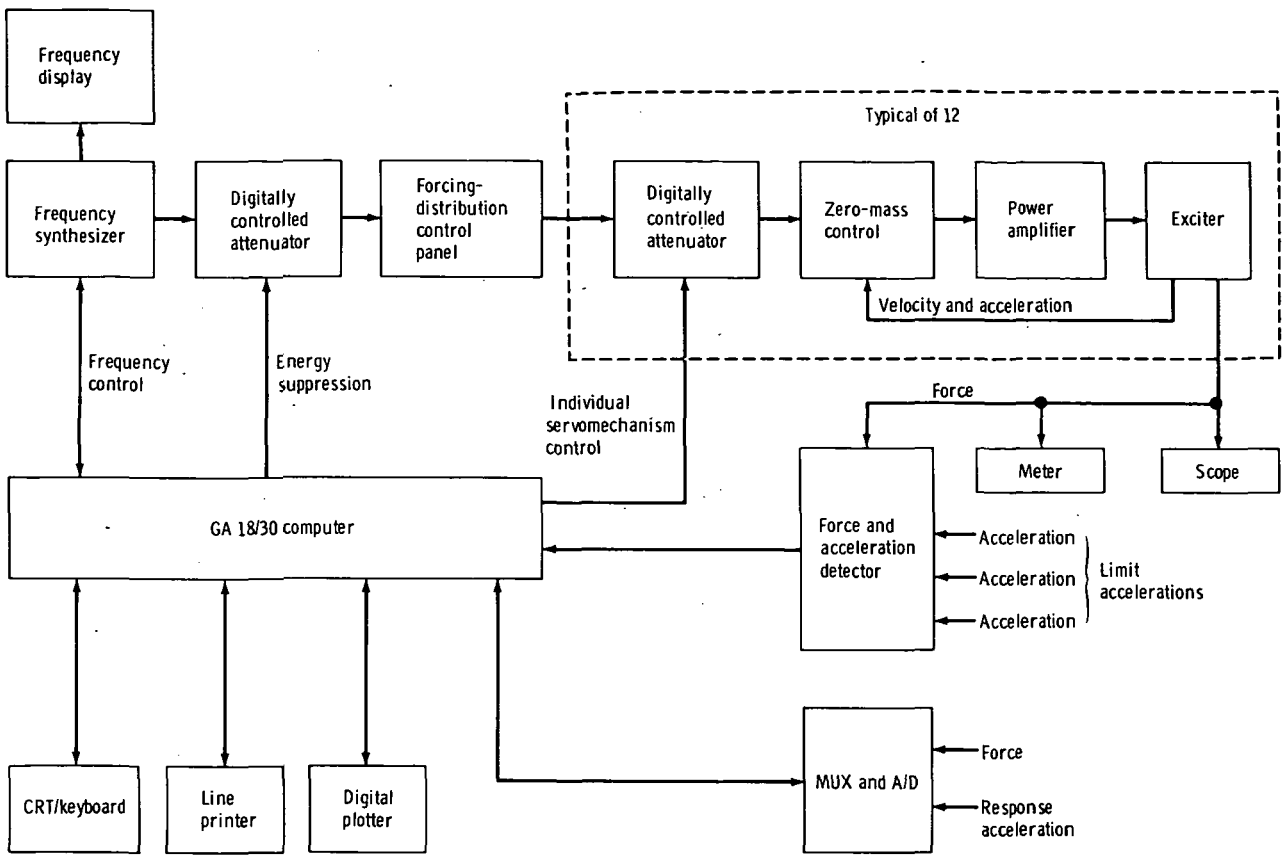 Frequency
display
Typical of 12
Frequency
synthesizer
Digitally
controlled
attenuator
Forcing-
distribution
control
panel
Digitally
controlled
attenuator
Zero-mass
control
Power
amplifier
Exciter
Velocity and acceleration
Frequency
control
Energy
suppression
Individual
servomechanism
control
Force
Meter
Scope
GA 18/30 computer
Force and
acceleration
detector
Acceleration
Acceleration
Acceleration
Limit
accelerations
CRT/keyboard
Line
printer
Digital
plotter
MUX and A/D
Force
Response
acceleration